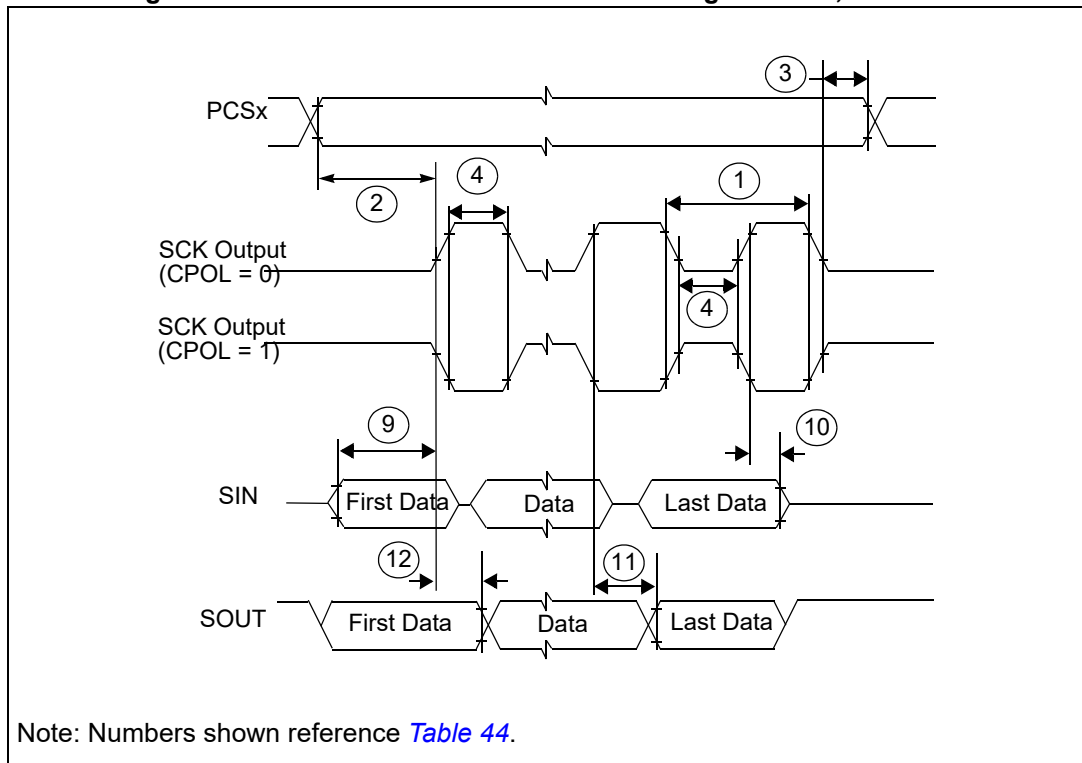 3
PCSx
2
4
1
SCK Output
(CPOL = 0)
4
SCK Output
(CPOL = 1)
9
10
SIN
First Data
Data
Last Data
12
11
SOUT
First Data
Data
Last Data
Note: Numbers shown reference Table 44.